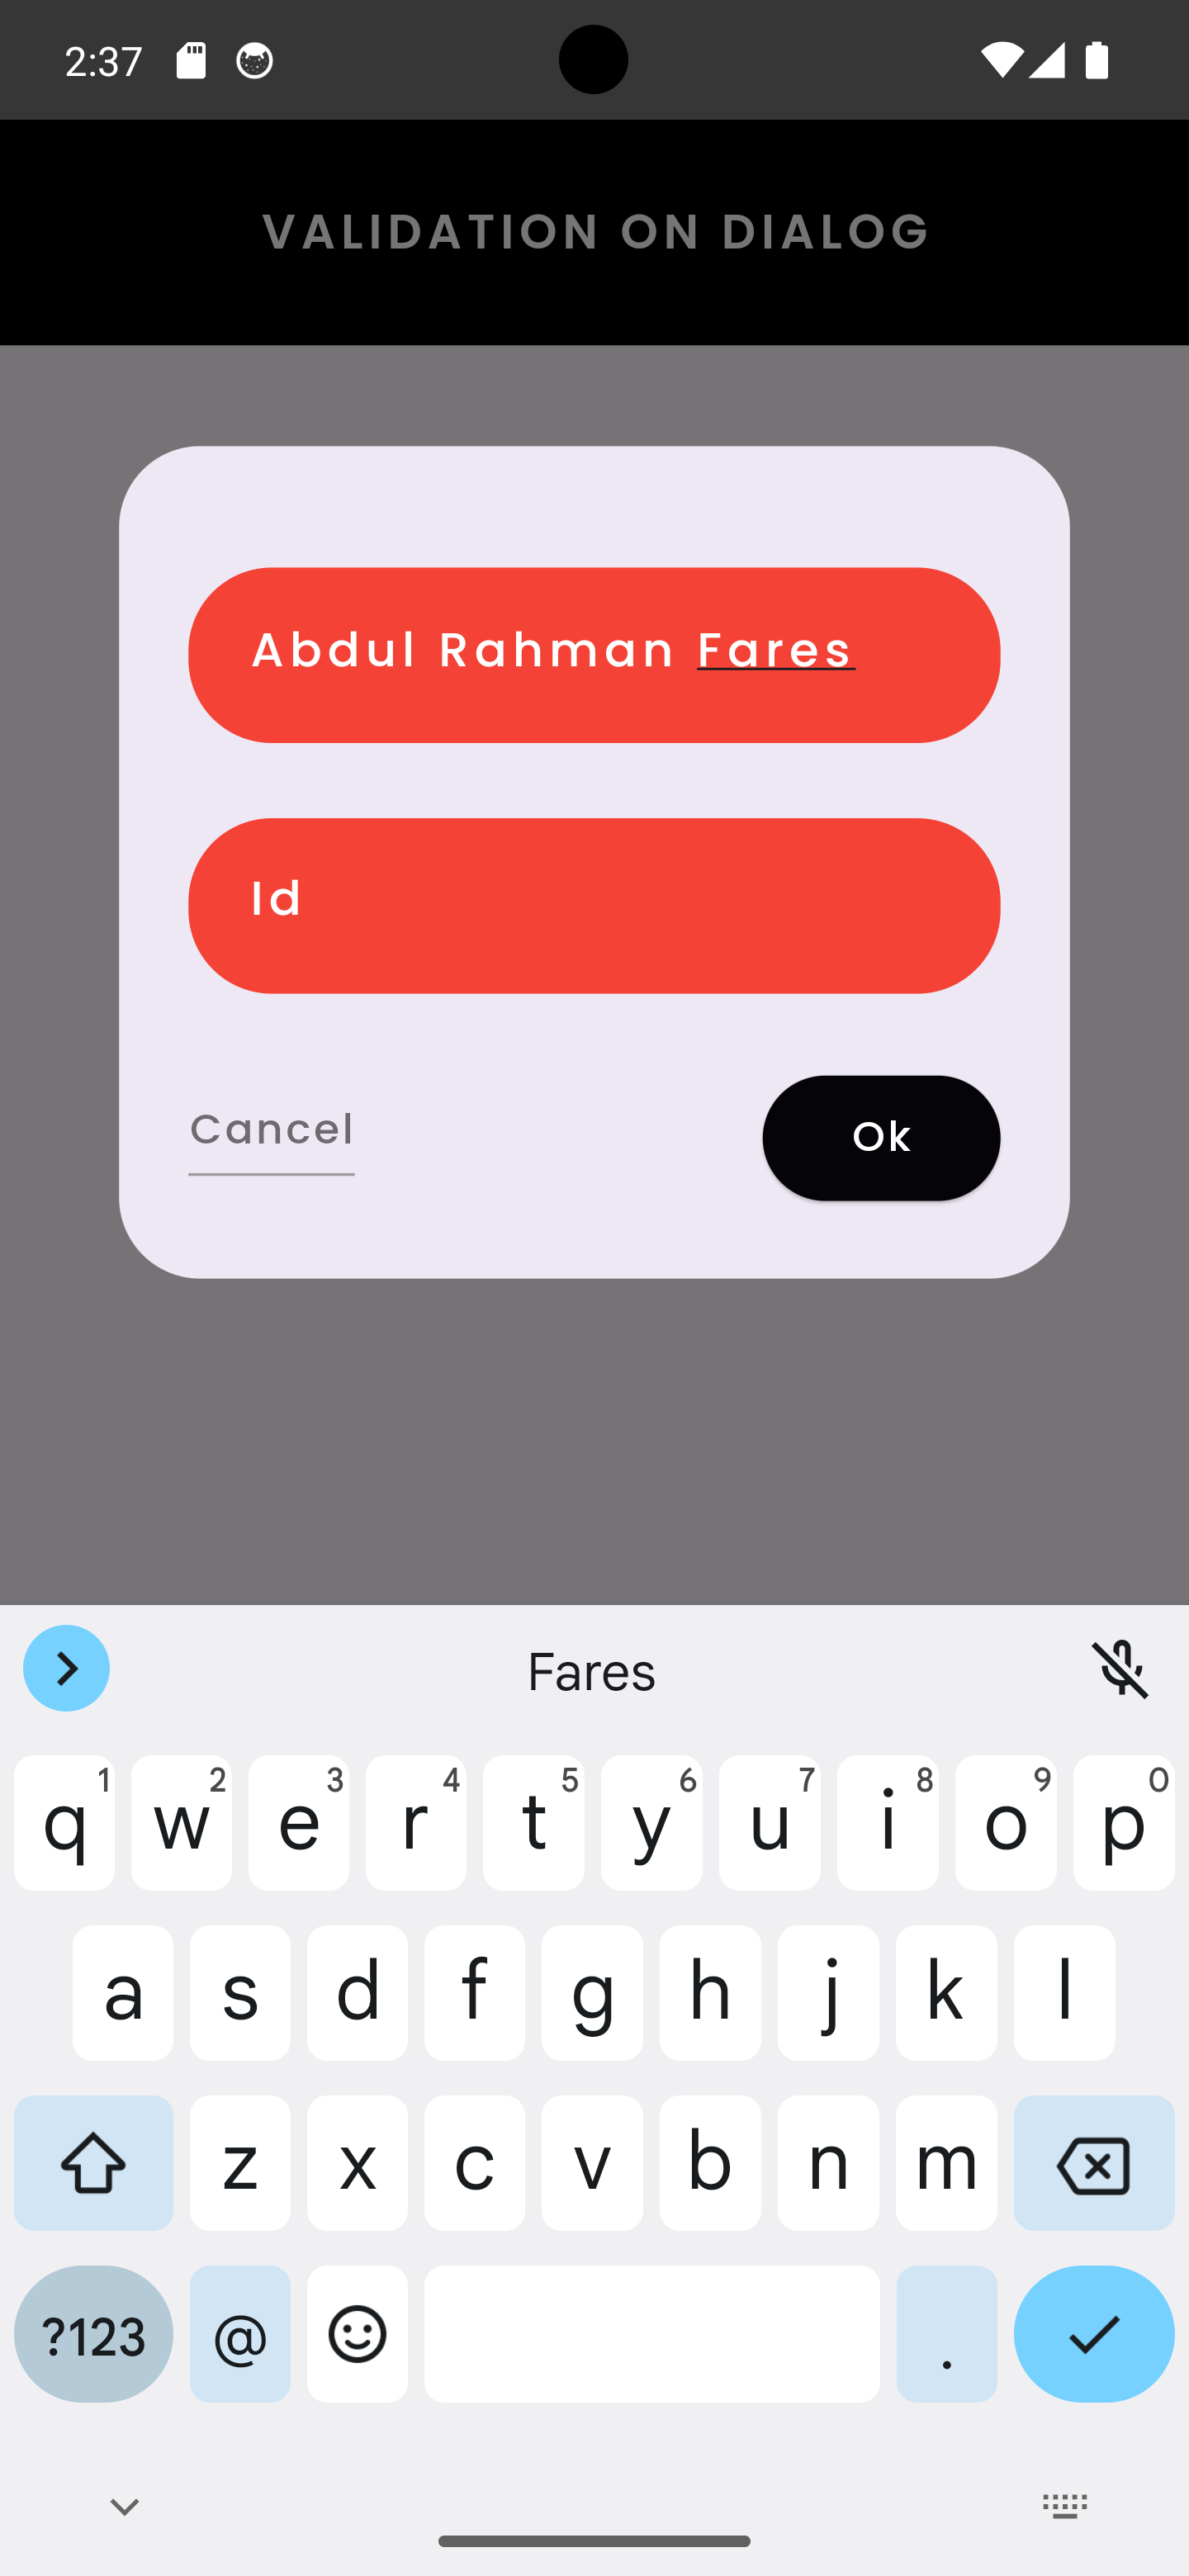 2:37
VALIDATION ON DIALOG
Abdul Rahman Fares
Id
Cancel
Ok
Fares
q 1 w 2 e 3 r 4 t 5 y 6 u 7 i 8 o 9 p 0
a s d f g h j k l
z x c v b n m
?123 @ .